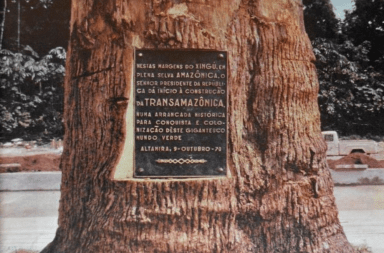 NESTAS MARGENS DO XINGU, EM
PLENA SELVA AMAZÔNICA, O
SENHOR PRESIDENTE DA REPÚBLI-
CA DÁ INÍCIO À CONSTRUÇÃO
DA TRANSAMAZÔNICA,
NUMA ARRANCADA HISTÓRICA
PARA CONQUISTA E COLO-
NIZAÇÃO DÊSTE GIGANTESCO
MUNDO VERDE.
ALTAMIRA, 9-OUTUBRO-70